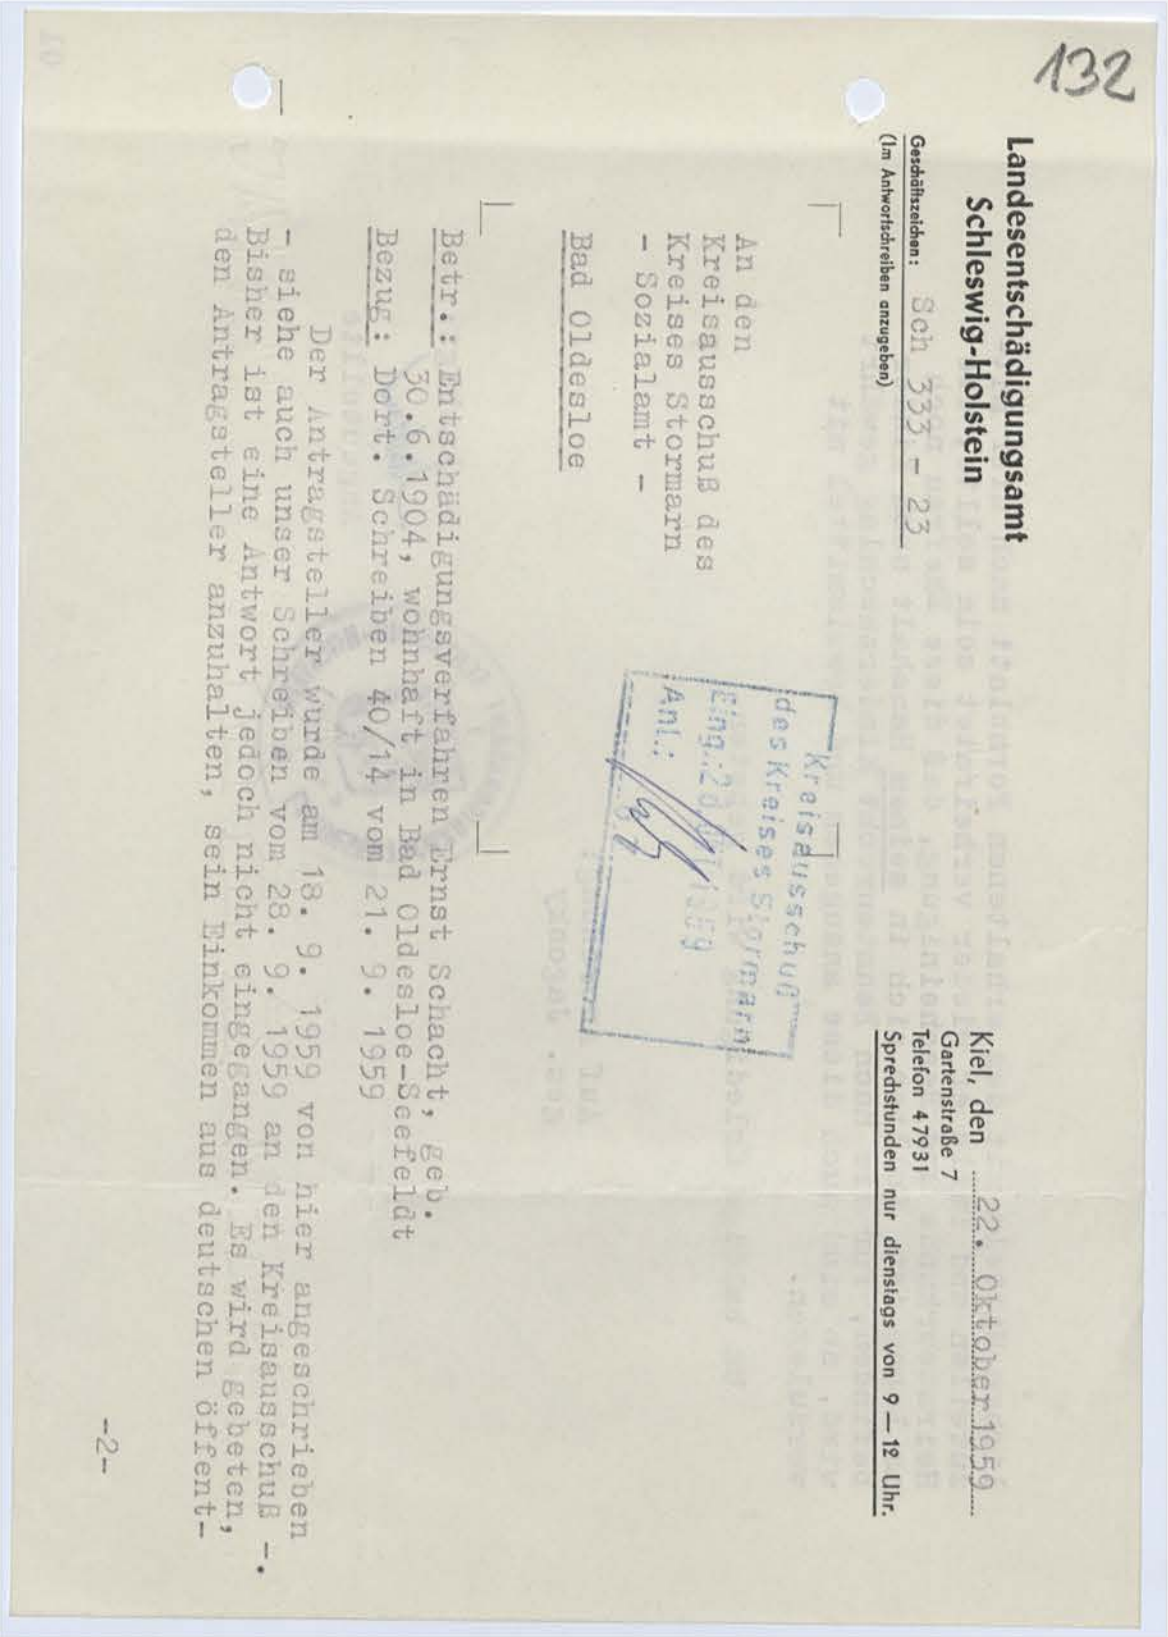 132
Landesentschädigungsamt
Schleswig-Holstein
Geschäftszeichen: Sch 333 - 23
(Im Antwortschreiben anzugeben)
Kiel, den 22. Oktober 1959
Gartenstraße 7
Telefon 47931
Sprechstunden nur dienstags von 9 — 12 Uhr.
An den
Kreisausschuß des
Kreises Stormarn
- Sozialamt -
Bad Oldesloe
Kreisausschuß
des Kreises Stormarn
Eing.:
Anl.:
Betr.: Entschädigungsverfahren Ernst Schacht, geb.
30.6.1904, wohnhaft in Bad Oldesloe-Seefeldt
Bezug: Dort. Schreiben 40/14 vom 21. 9. 1959
Der Antragsteller wurde am 18. 9. 1959 von hier angeschrieben
- siehe auch unser Schreiben vom 28. 9. 1959 an den Kreisausschuß -.
Bisher ist eine Antwort jedoch nicht eingegangen. Es wird gebeten,
den Antragsteller anzuhalten, sein Einkommen aus deutschen öffent-
-2-